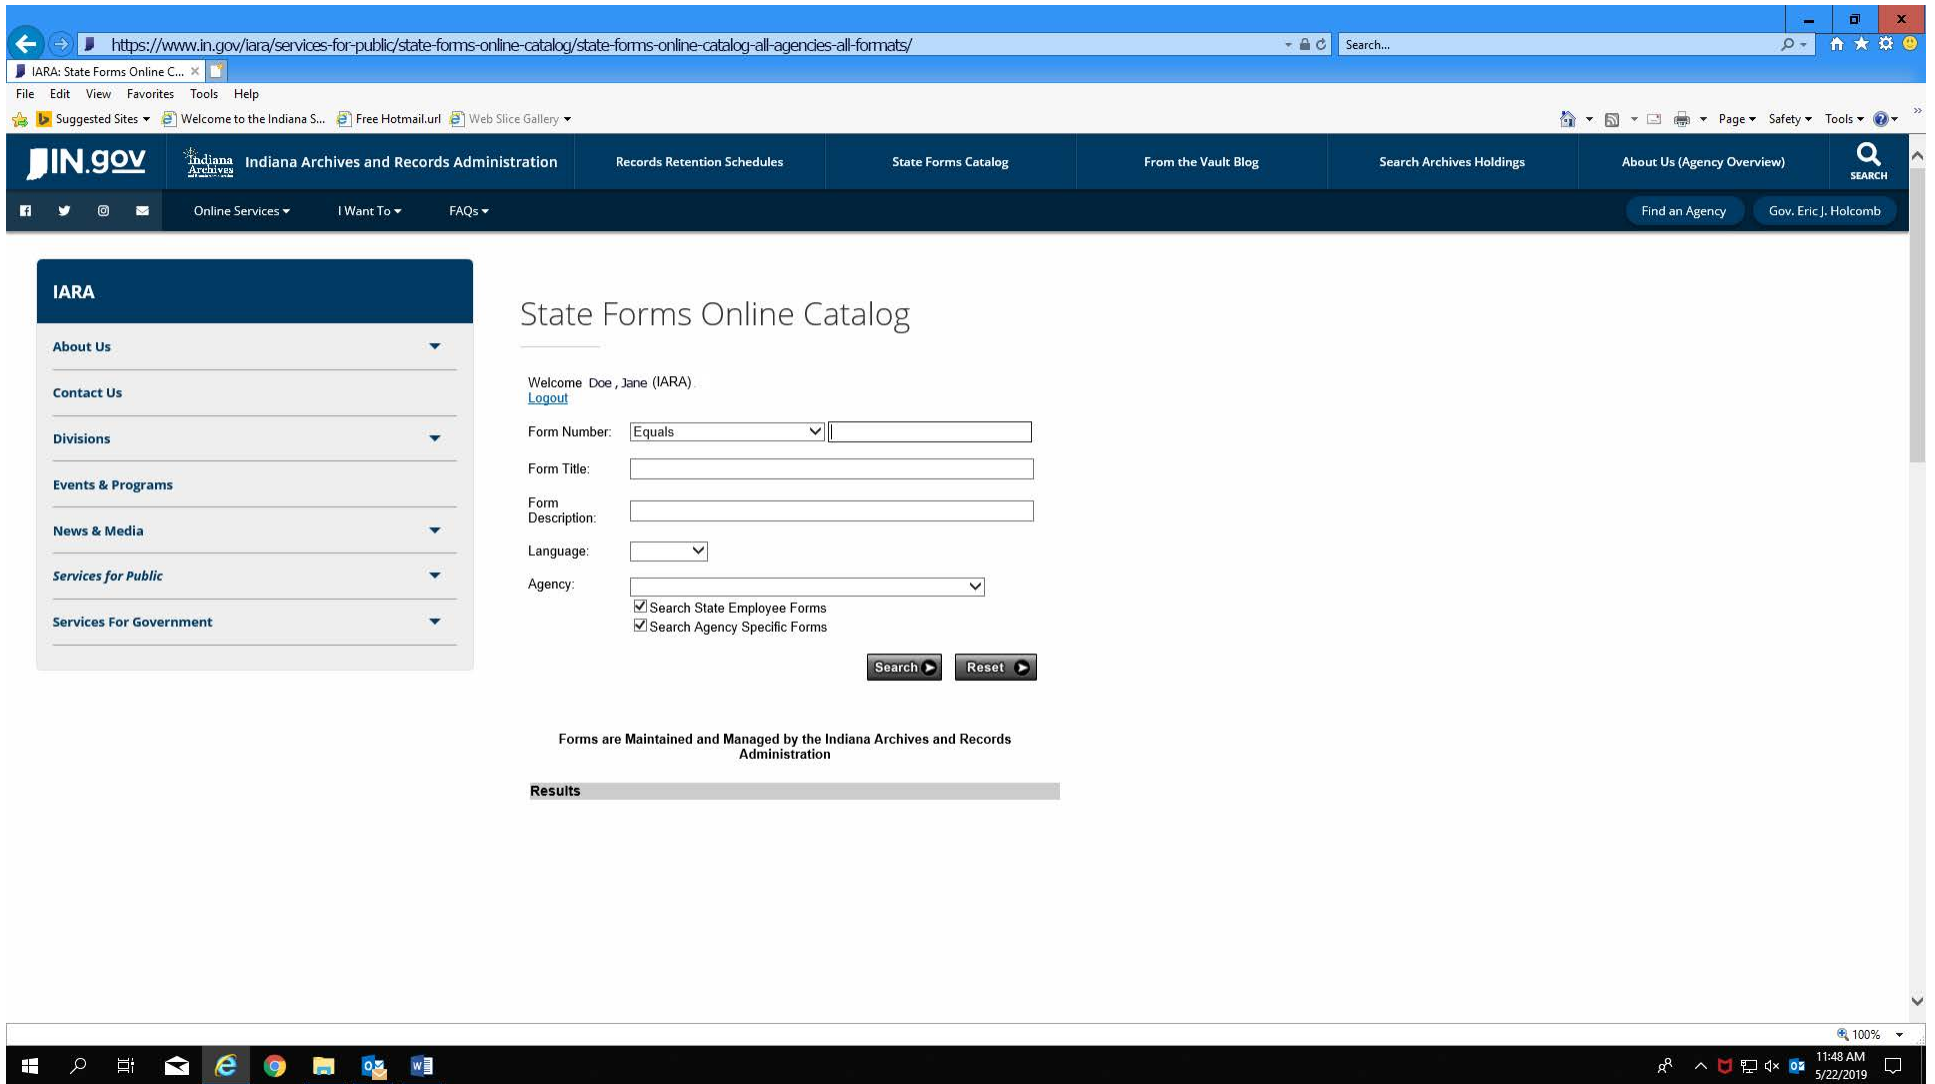 https://www.in.gov/iara/services-for-public/state-forms-online-catalog/state-forms-online-catalog-all-agencies-all-formats/
Search...
IARA: State Forms Online C...
File Edit View Favorites Tools Help
Suggested Sites Welcome to the Indiana S... Free Hotmail.url Web Slice Gallery Page Safety Tools
IN.gov Indiana Archives Indiana Archives and Records Administration Records Retention Schedules State Forms Catalog From the Vault Blog Search Archives Holdings About Us (Agency Overview) SEARCH
Online Services I Want To FAQs Find an Agency Gov. Eric J. Holcomb
IARA
About Us
Contact Us
Divisions
Events & Programs
News & Media
Services for Public
Services For Government
State Forms Online Catalog
Welcome Doe , Jane (IARA)
Logout
Form Number: Equals
Form Title:
Form
Description:
Language:
Agency:
Search State Employee Forms
Search Agency Specific Forms
Search Reset
Forms are Maintained and Managed by the Indiana Archives and Records
Administration
Results
100%
11:48 AM
5/22/2019